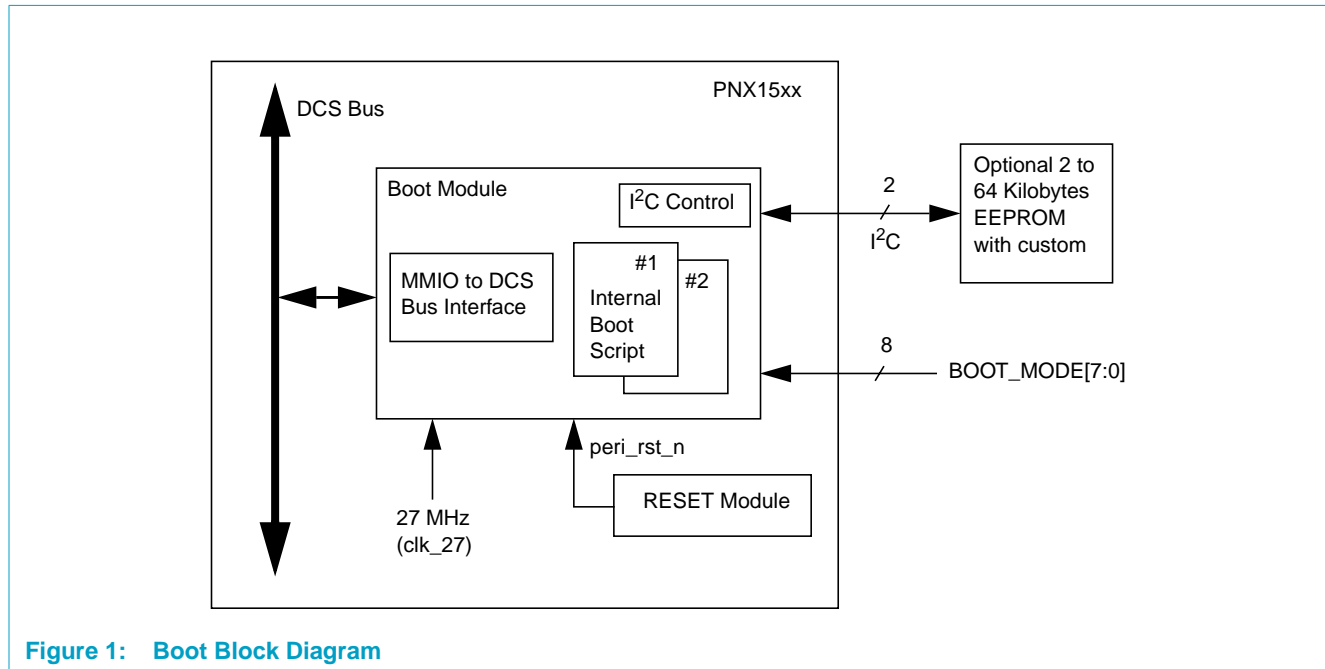 PNX15xx
DCS Bus
Boot Module
I²C Control
MMIO to DCS
Bus Interface
#1
#2
Internal
Boot
Script
2
I²C
Optional 2 to
64 Kilobytes
EEPROM
with custom
8
BOOT_MODE[7:0]
peri_rst_n
RESET Module
27 MHz
(clk_27)
Figure 1: Boot Block Diagram